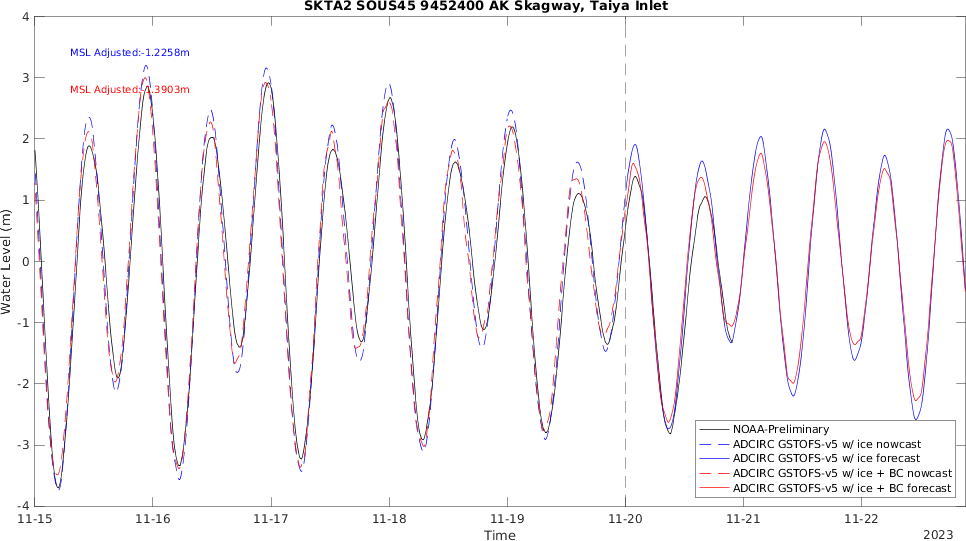 SKTA2 SOUS45 9452400 AK Skagway, Taiya Inlet
MSL Adjusted:-1.2258m
MSL Adjusted:-1.3903m
Water Level (m)
4
3
2
1
0
-1
-2
-3
-4
NOAA-Preliminary
ADCIRC GSTOFS-v5 w/ ice nowcast
ADCIRC GSTOFS-v5 w/ ice forecast
ADCIRC GSTOFS-v5 w/ ice + BC nowcast
ADCIRC GSTOFS-v5 w/ ice + BC forecast
11-15 11-16 11-17 11-18 11-19 11-20 11-21 11-22
Time
2023